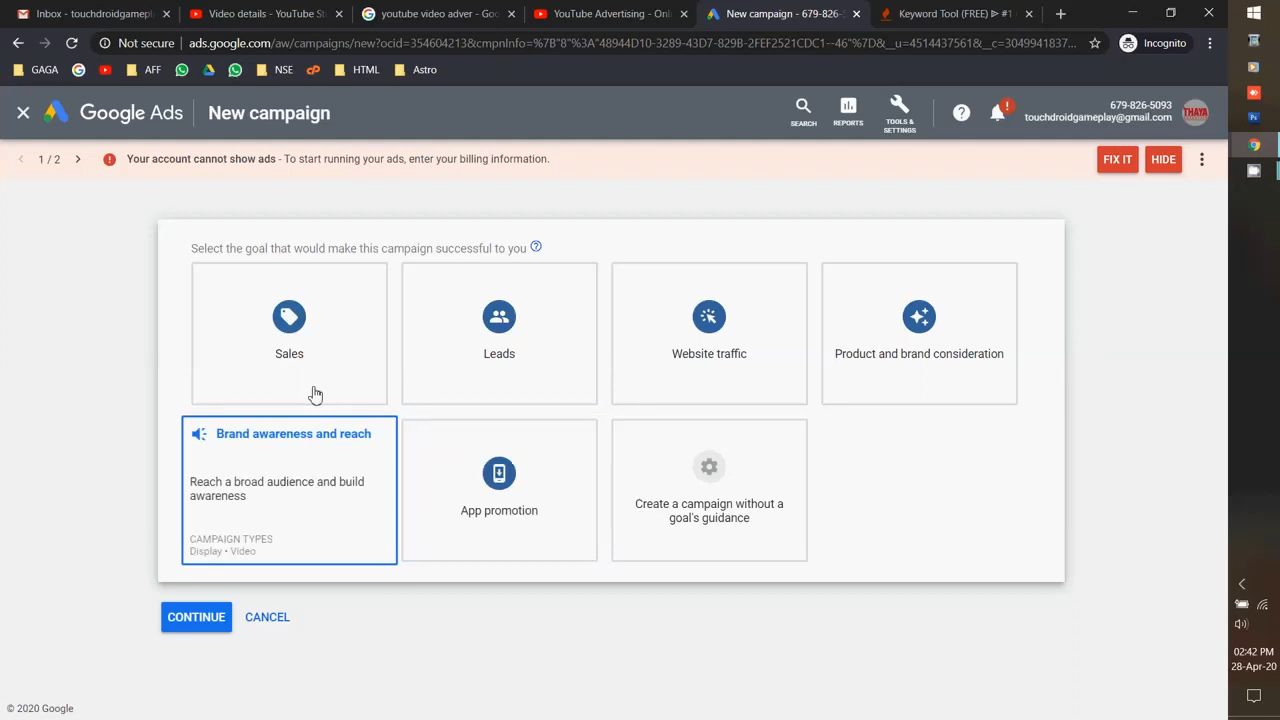 Inbox - touchdroidgamepl
Video details - YouTube St
youtube video adver - Goo
YouTube Advertising - Onli
New campaign - 679-826-5
Keyword Tool (FREE) ᐈ #1
Not secure
ads.google.com/aw/campaigns/new?ocid=354604213&cmpnInfo=%7B"8"%3A"48944D10-3289-43D7-829B-2FEF2521CDC1--46"%7D&__u=4514437561&__c=3049941837...
Incognito
GAGA
AFF
NSE
HTML
Astro
Google Ads
New campaign
SEARCH
REPORTS
TOOLS &
SETTINGS
679-826-5093
touchdroidgameplay@gmail.com
THAYA
1 / 2
Your account cannot show ads - To start running your ads, enter your billing information.
FIX IT
HIDE
Select the goal that would make this campaign successful to you
Sales
Leads
Website traffic
Product and brand consideration
Brand awareness and reach
Reach a broad audience and build
awareness
CAMPAIGN TYPES
Display • Video
App promotion
Create a campaign without a
goal's guidance
CONTINUE
CANCEL
© 2020 Google
02:42 PM
28-Apr-20